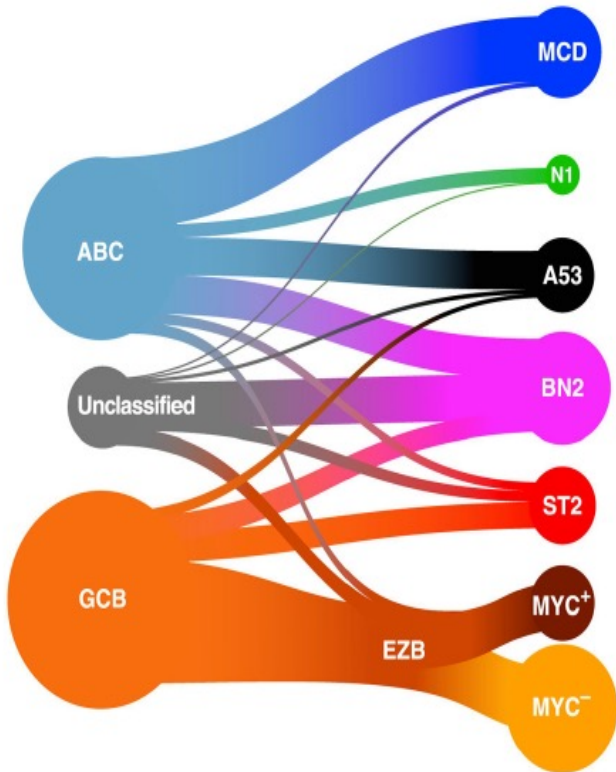 MCD
N1
ABC
A53
BN2
Unclassified
ST2
GCB
MYC⁺
EZB
MYC⁻